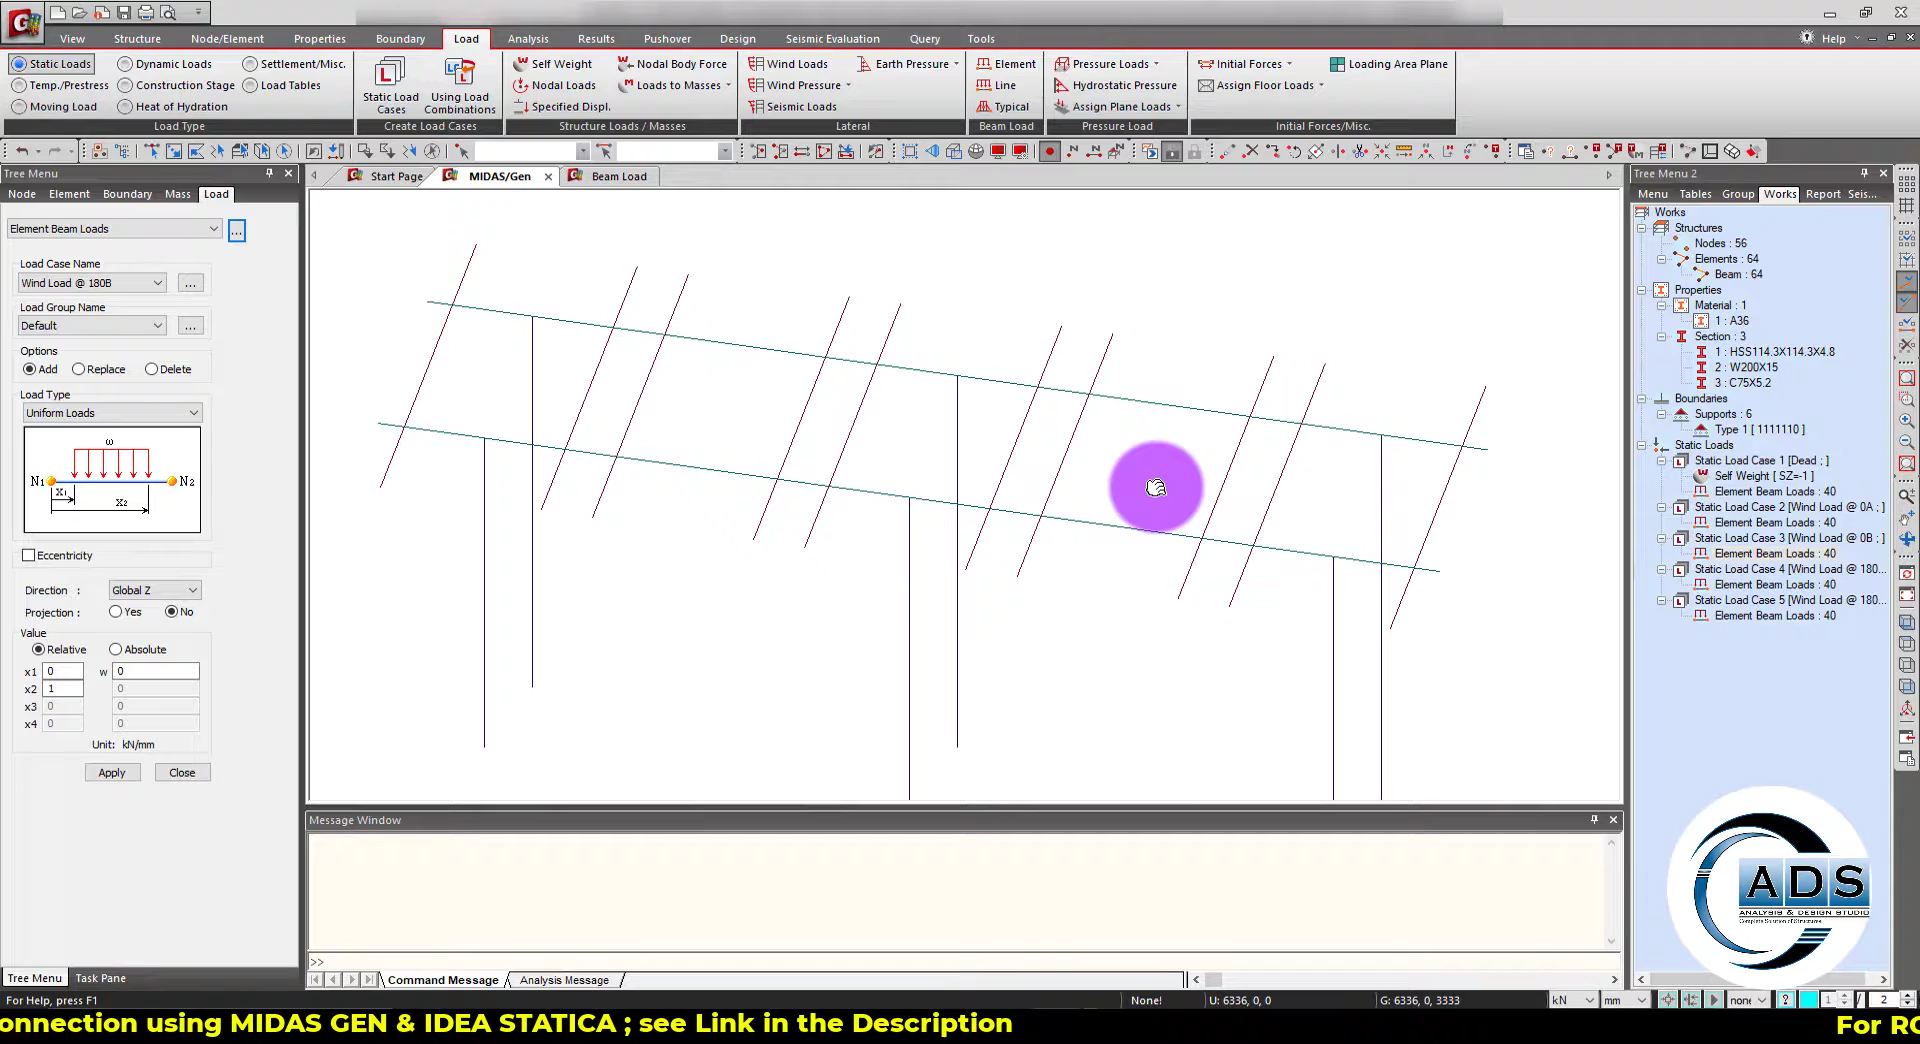 View Structure Node/Element Properties Boundary Load Analysis Results Pushover Design Seismic Evaluation Query Tools Help
Static Loads Dynamic Loads Settlement/Misc.
Temp./Prestress Construction Stage Load Tables
Moving Load Heat of Hydration
Load Type
Static Load Cases
Using Load Combinations
Create Load Cases
Self Weight Nodal Body Force
Nodal Loads Loads to Masses
Specified Displ.
Structure Loads / Masses
Wind Loads Earth Pressure
Wind Pressure
Seismic Loads
Lateral
Element
Line
Typical
Beam Load
Pressure Loads
Hydrostatic Pressure
Assign Plane Loads
Pressure Load
Initial Forces Loading Area Plane
Assign Floor Loads
Initial Forces/Misc.
Tree Menu
Node Element Boundary Mass Load
Element Beam Loads
...
Load Case Name
Wind Load @ 180B
...
Load Group Name
Default
...
Options
Add Replace Delete
Load Type
Uniform Loads
ω
N1 N2
X1
X2
Eccentricity
Direction : Global Z
Projection : Yes No
Value
Relative Absolute
x1 0 w 0
x2 1 0
x3 0 0
x4 0 0
Unit: kN/mm
Apply Close
Tree Menu Task Pane
Start Page MIDAS/Gen Beam Load
Message Window
>>
Command Message Analysis Message
Tree Menu 2
Menu Tables Group Works Report Seis...
Works
Structures
Nodes : 56
Elements : 64
Beam : 64
Properties
Material : 1
1 : A36
Section : 3
1 : HSS114.3X114.3X4.8
2 : W200X15
3 : C75X5.2
Boundaries
Supports : 6
Type 1 [ 1111110 ]
Static Loads
Static Load Case 1 [Dead ; ]
Self Weight [ SZ=-1 ]
Element Beam Loads : 40
Static Load Case 2 [Wind Load @ 0A ; ]
Element Beam Loads : 40
Static Load Case 3 [Wind Load @ 0B ; ]
Element Beam Loads : 40
Static Load Case 4 [Wind Load @ 180...
Element Beam Loads : 40
Static Load Case 5 [Wind Load @ 180...
Element Beam Loads : 40
ADS
ANALYSIS & DESIGN STUDIO
Complete Solution of Structures
For Help, press F1 None! U: 6336, 0, 0 G: 6336, 0, 3333 kN mm none ? 1 / 2
onnection using MIDAS GEN & IDEA STATICA ; see Link in the Description For RC